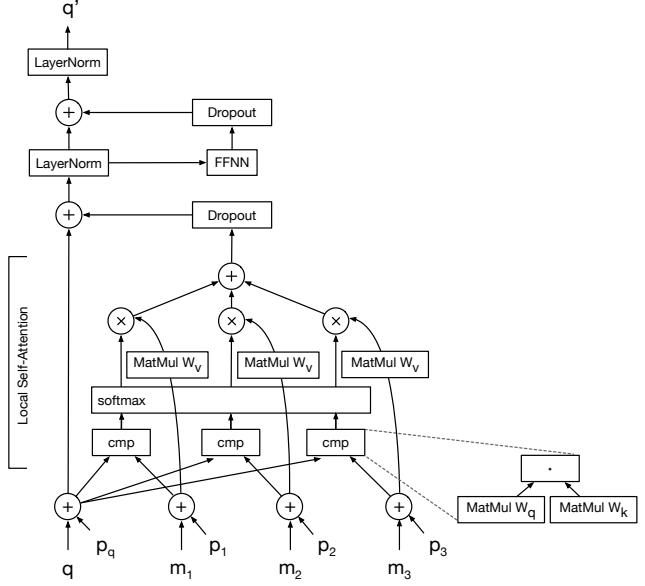 q'
LayerNorm
+ Dropout
LayerNorm FFNN
+ Dropout
Local Self-Attention
+
× × ×
MatMul Wv MatMul Wv MatMul Wv
softmax
cmp cmp cmp
·
MatMul Wq MatMul Wk
+ + + +
pq p1 p2 p3
q m1 m2 m3